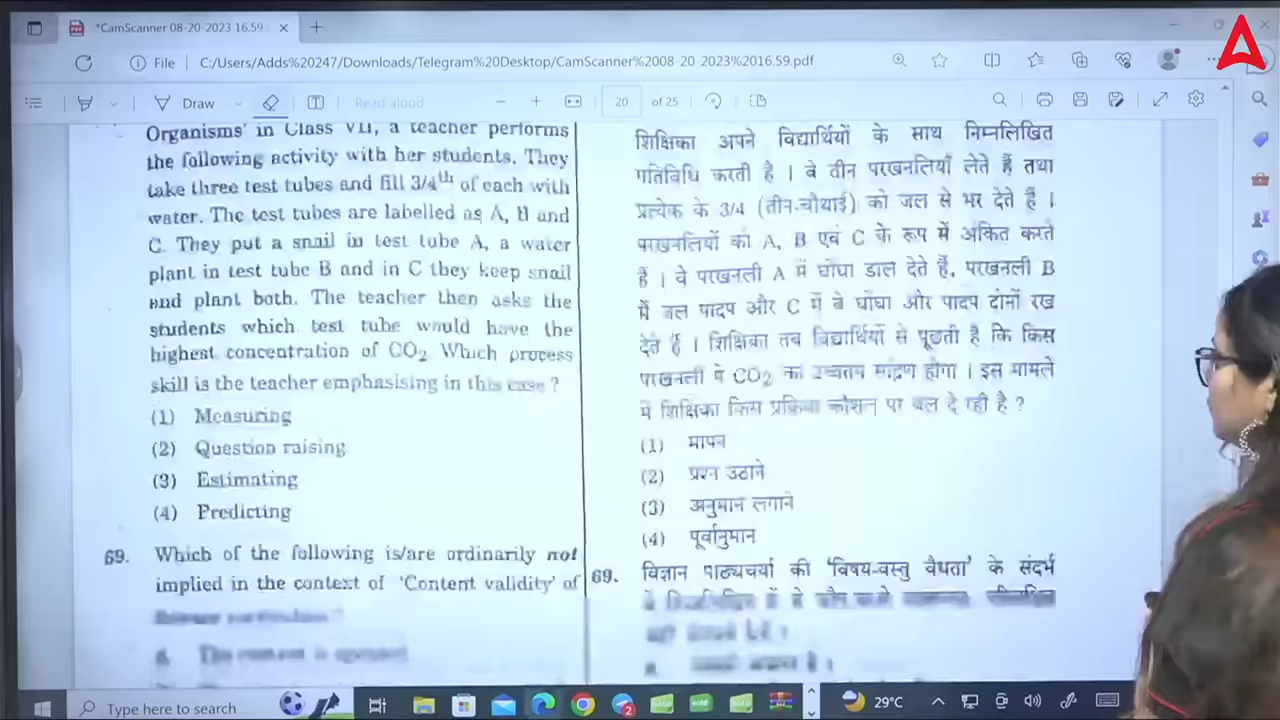 *CamScanner 08-20-2023 16.59.
File C:/Users/Adds%20247/Downloads/Telegram%20Desktop/CamScanner%2008-20-2023%2016.59.pdf
Draw Read aloud 20 of 25
Organisms' in Class VII, a teacher performs
the following activity with her students. They
take three test tubes and fill 3/4th of each with
water. The test tubes are labelled as A, B and
C. They put a snail in test tube A, a water
plant in test tube B and in C they keep snail
and plant both. The teacher then asks the
students which test tube would have the
highest concentration of CO2. Which process
skill is the teacher emphasising in this case ?
(1) Measuring
(2) Question raising
(3) Estimating
(4) Predicting
69. Which of the following is/are ordinarily not
implied in the context of 'Content validity' of
शिक्षिका अपने विद्यार्थियों के साथ निम्नलिखित
गतिविधि करती है । वे तीन परखनलियाँ लेते हैं तथा
प्रत्येक के 3/4 (तीन-चौथाई) को जल से भर देते हैं ।
परखनलियों को A, B एवं C के रूप में अंकित करते
हैं । वे परखनली A में घोंघा डाल देते हैं, परखनली B
में जल पादप और C में वे घोंघा और पादप दोनों रख
देते हैं । शिक्षिका तब विद्यार्थियों से पूछती है कि किस
परखनली में CO2 का उच्चतम सांद्रण होगा । इस मामले
में शिक्षिका किस प्रक्रिया कौशल पर बल दे रही है ?
(1) मापन
(2) प्रश्न उठाने
(3) अनुमान लगाने
(4) पूर्वानुमान
69. विज्ञान पाठ्यचर्या की 'विषय-वस्तु वैधता' के संदर्भ
Type here to search
29°C